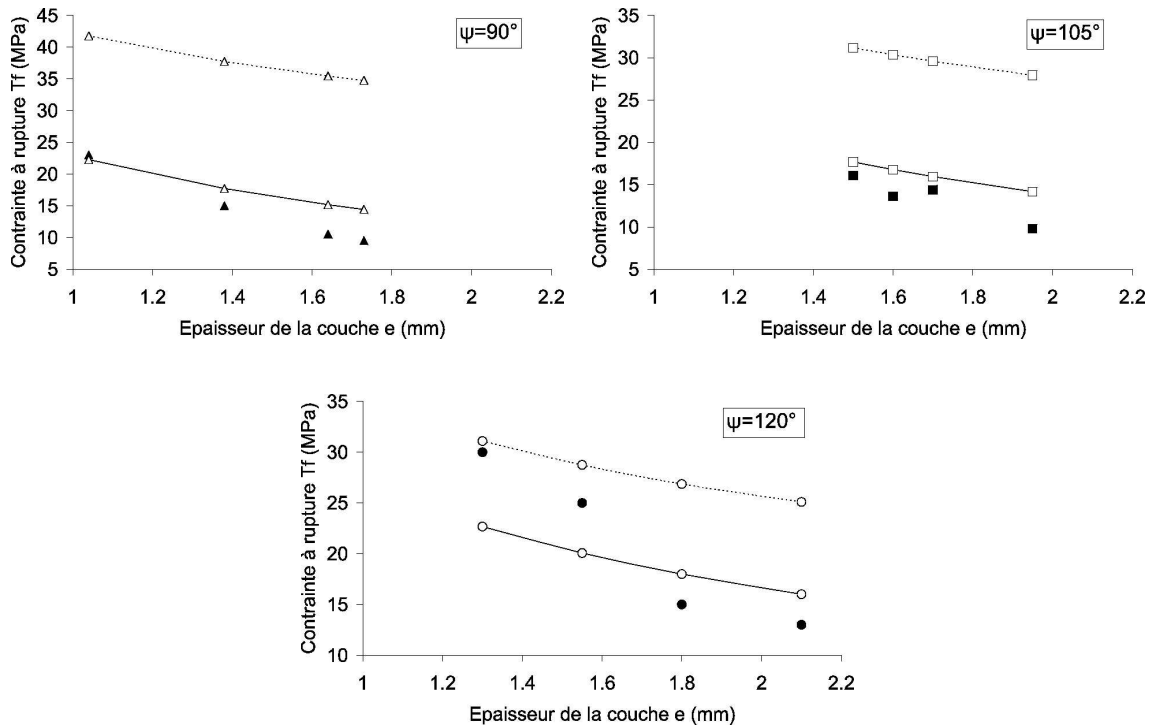 45
40
35
30
25
20
15
10
5
Contrainte à rupture Tf (MPa)
ψ=90°
1 1.2 1.4 1.6 1.8 2 2.2
Epaisseur de la couche e (mm)
35
30
25
20
15
10
5
Contrainte à rupture Tf (MPa)
ψ=105°
1 1.2 1.4 1.6 1.8 2 2.2
Epaisseur de la couche e (mm)
35
30
25
20
15
10
Contrainte à rupture Tf (MPa)
ψ=120°
1 1.2 1.4 1.6 1.8 2 2.2
Epaisseur de la couche e (mm)